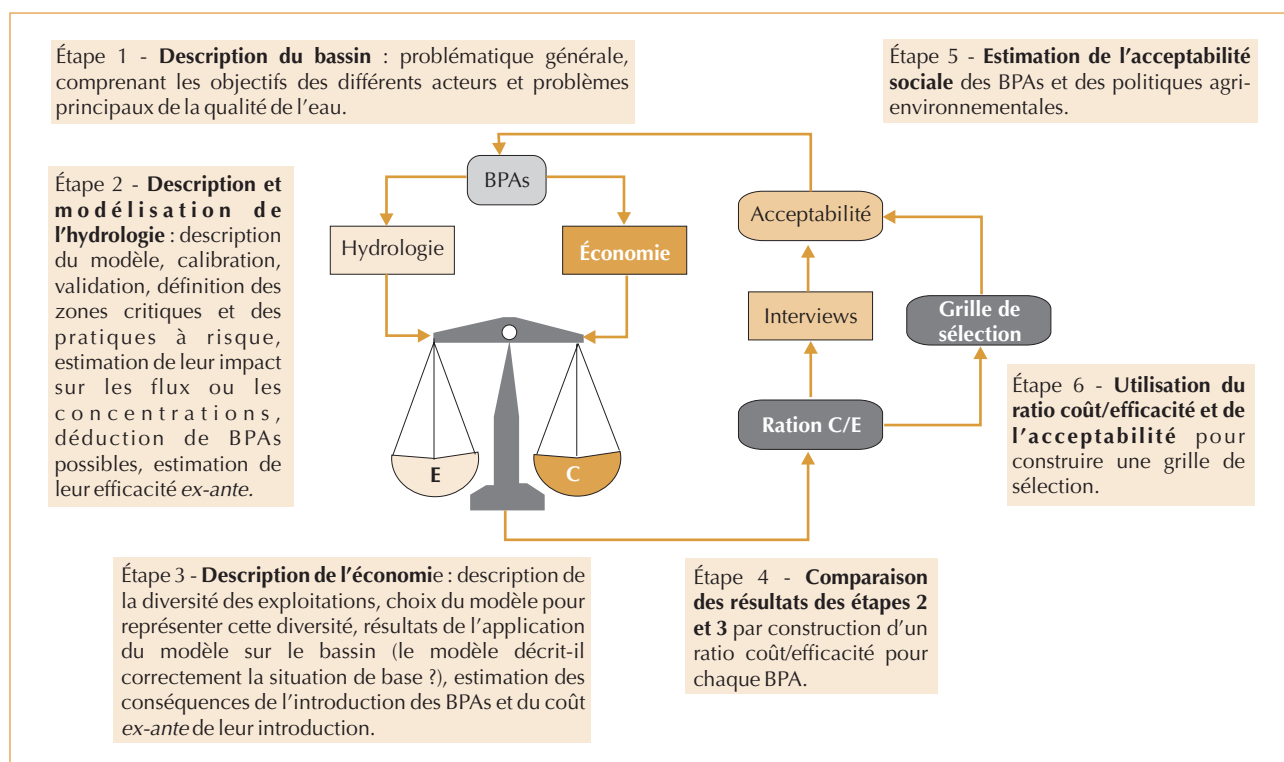 Étape 1 - Description du bassin : problématique générale,
comprenant les objectifs des différents acteurs et problèmes
principaux de la qualité de l'eau.
Étape 5 - Estimation de l'acceptabilité
sociale des BPAs et des politiques agri-
environnementales.
Étape 2 - Description et
modélisation de
l'hydrologie : description
du modèle, calibration,
validation, définition des
zones critiques et des
pratiques à risque,
estimation de leur impact
sur les flux ou les
concentrations,
déduction de BPAs
possibles, estimation de
leur efficacité ex-ante.
BPAs
Hydrologie
Économie
E
C
Acceptabilité
Interviews
Grille de
sélection
Ration C/E
Étape 6 - Utilisation du
ratio coût/efficacité et de
l'acceptabilité pour
construire une grille de
sélection.
Étape 3 - Description de l'économie : description de
la diversité des exploitations, choix du modèle pour
représenter cette diversité, résultats de l'application
du modèle sur le bassin (le modèle décrit-il
correctement la situation de base ?), estimation des
conséquences de l'introduction des BPAs et du coût
ex-ante de leur introduction.
Étape 4 - Comparaison
des résultats des étapes 2
et 3 par construction d'un
ratio coût/efficacité pour
chaque BPA.